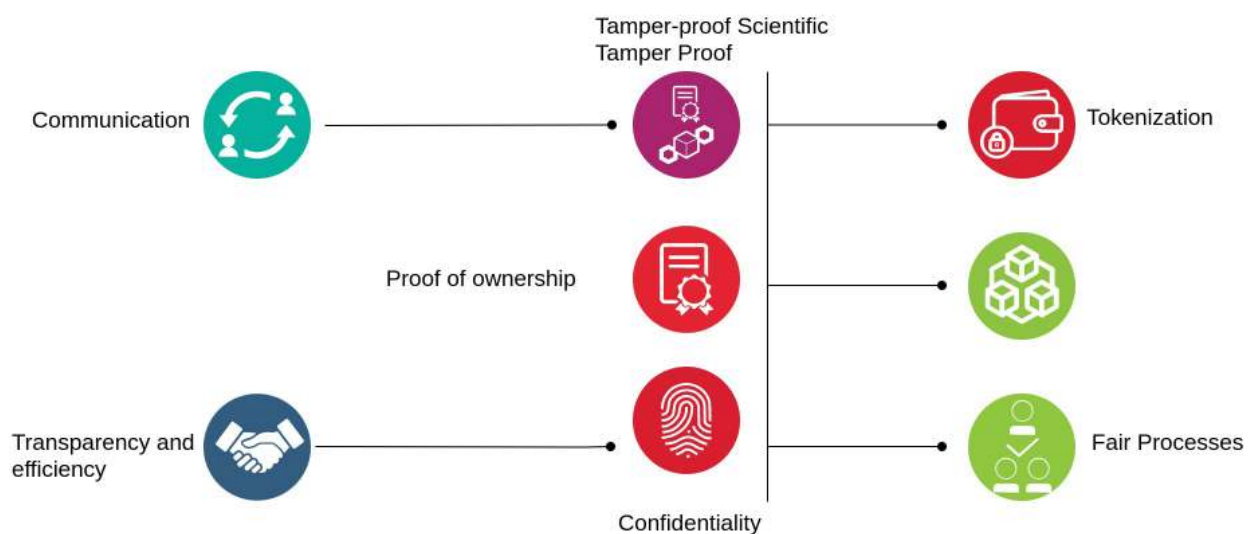 Tamper-proof Scientific
Tamper Proof
Communication
Tokenization
Proof of ownership
Transparency and
efficiency
Fair Processes
Confidentiality